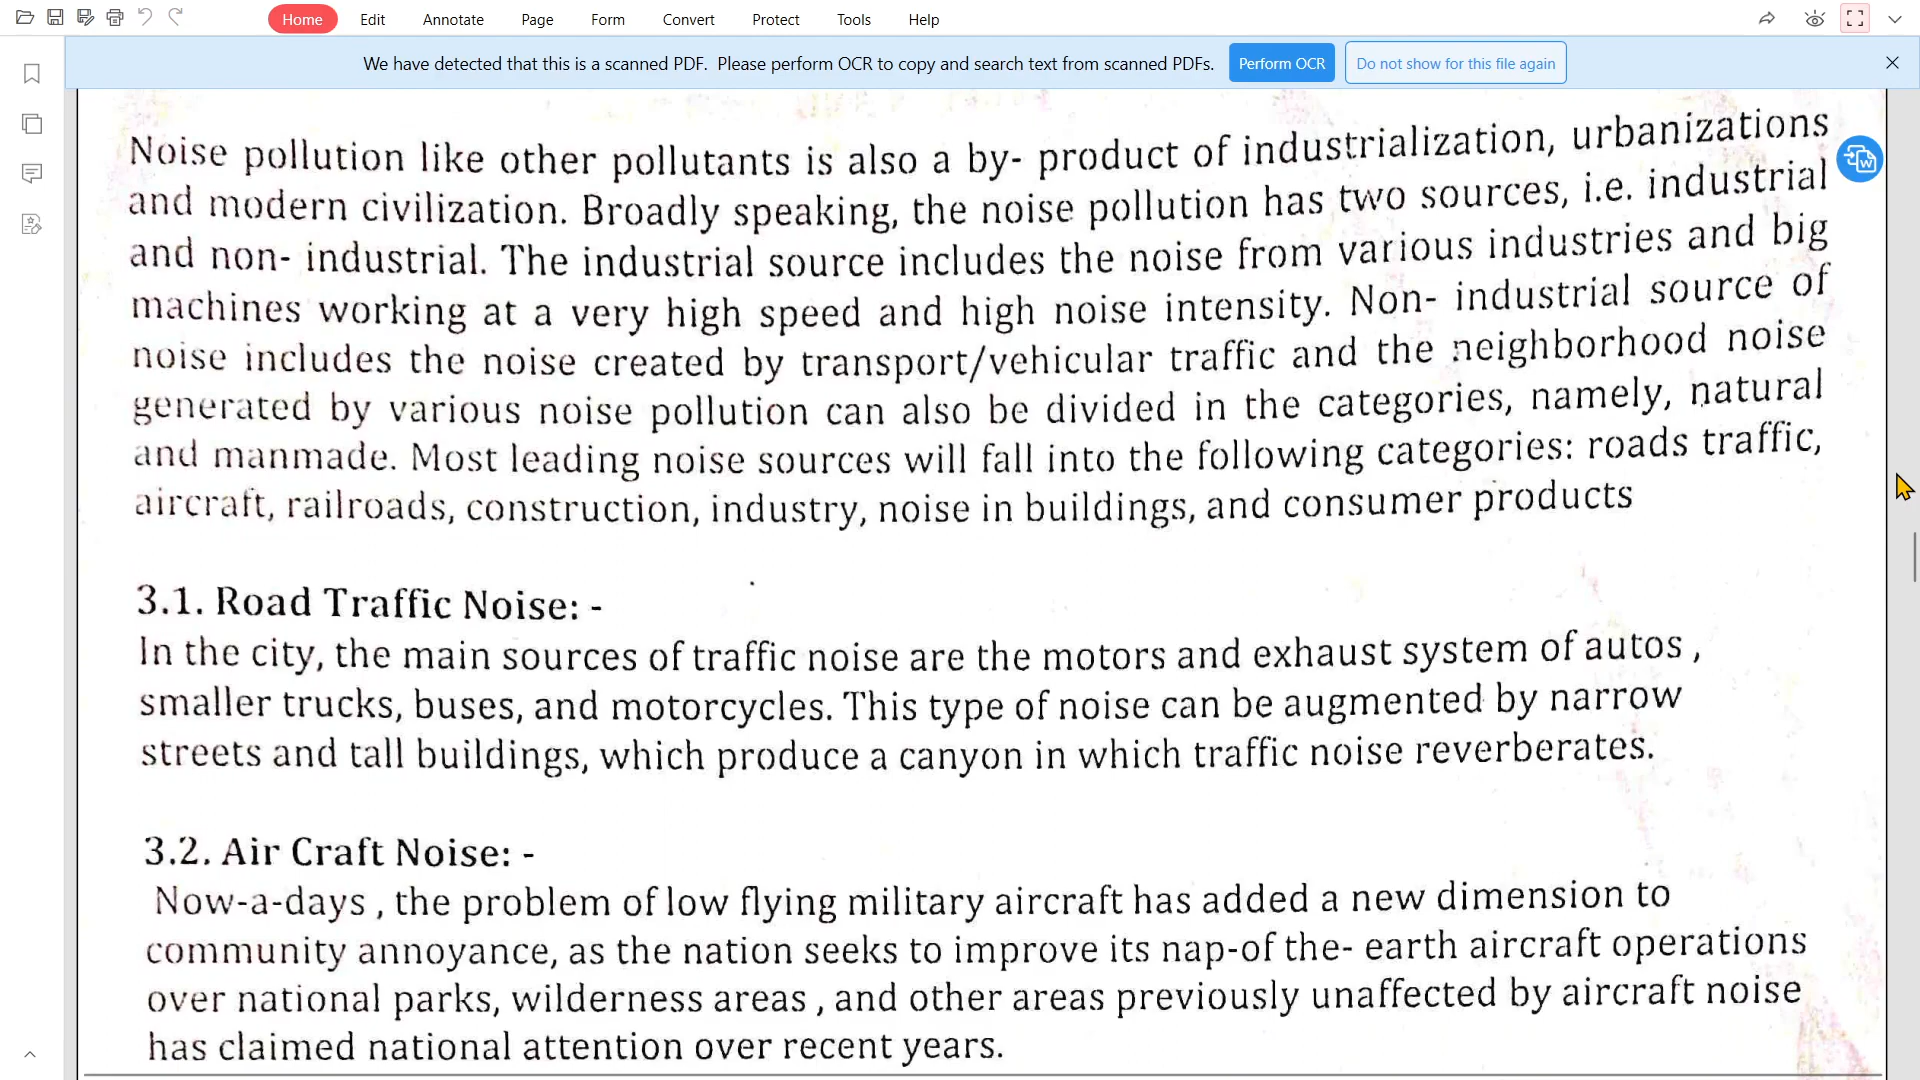 Home Edit Annotate Page Form Convert Protect Tools Help
We have detected that this is a scanned PDF. Please perform OCR to copy and search text from scanned PDFs. Perform OCR Do not show for this file again
Noise pollution like other pollutants is also a by- product of industrialization, urbanizations
and modern civilization. Broadly speaking, the noise pollution has two sources, i.e. industrial
and non- industrial. The industrial source includes the noise from various industries and big
machines working at a very high speed and high noise intensity. Non- industrial source of
noise includes the noise created by transport/vehicular traffic and the neighborhood noise
generated by various noise pollution can also be divided in the categories, namely, natural
and manmade. Most leading noise sources will fall into the following categories: roads traffic,
aircraft, railroads, construction, industry, noise in buildings, and consumer products
3.1. Road Traffic Noise: -
In the city, the main sources of traffic noise are the motors and exhaust system of autos ,
smaller trucks, buses, and motorcycles. This type of noise can be augmented by narrow
streets and tall buildings, which produce a canyon in which traffic noise reverberates.
3.2. Air Craft Noise: -
Now-a-days , the problem of low flying military aircraft has added a new dimension to
community annoyance, as the nation seeks to improve its nap-of the- earth aircraft operations
over national parks, wilderness areas , and other areas previously unaffected by aircraft noise
has claimed national attention over recent years.